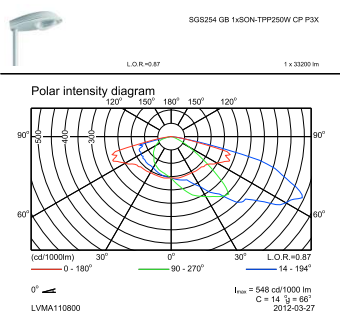 SGS254 GB 1xSON-TPP250W CP P3X
L.O.R.=0.87 1 x 33200 lm
Polar intensity diagram
120° 150° 180° 150° 120°
90° 500 400 300 90°
60° 60°
30° 0° 30°
(cd/1000lm) L.O.R.=0.87
0 - 180° 90 - 270° 14 - 194°
0° Imax = 548 cd/1000 lm
C = 14 °g = 66°
LVMA110800 2012-03-27